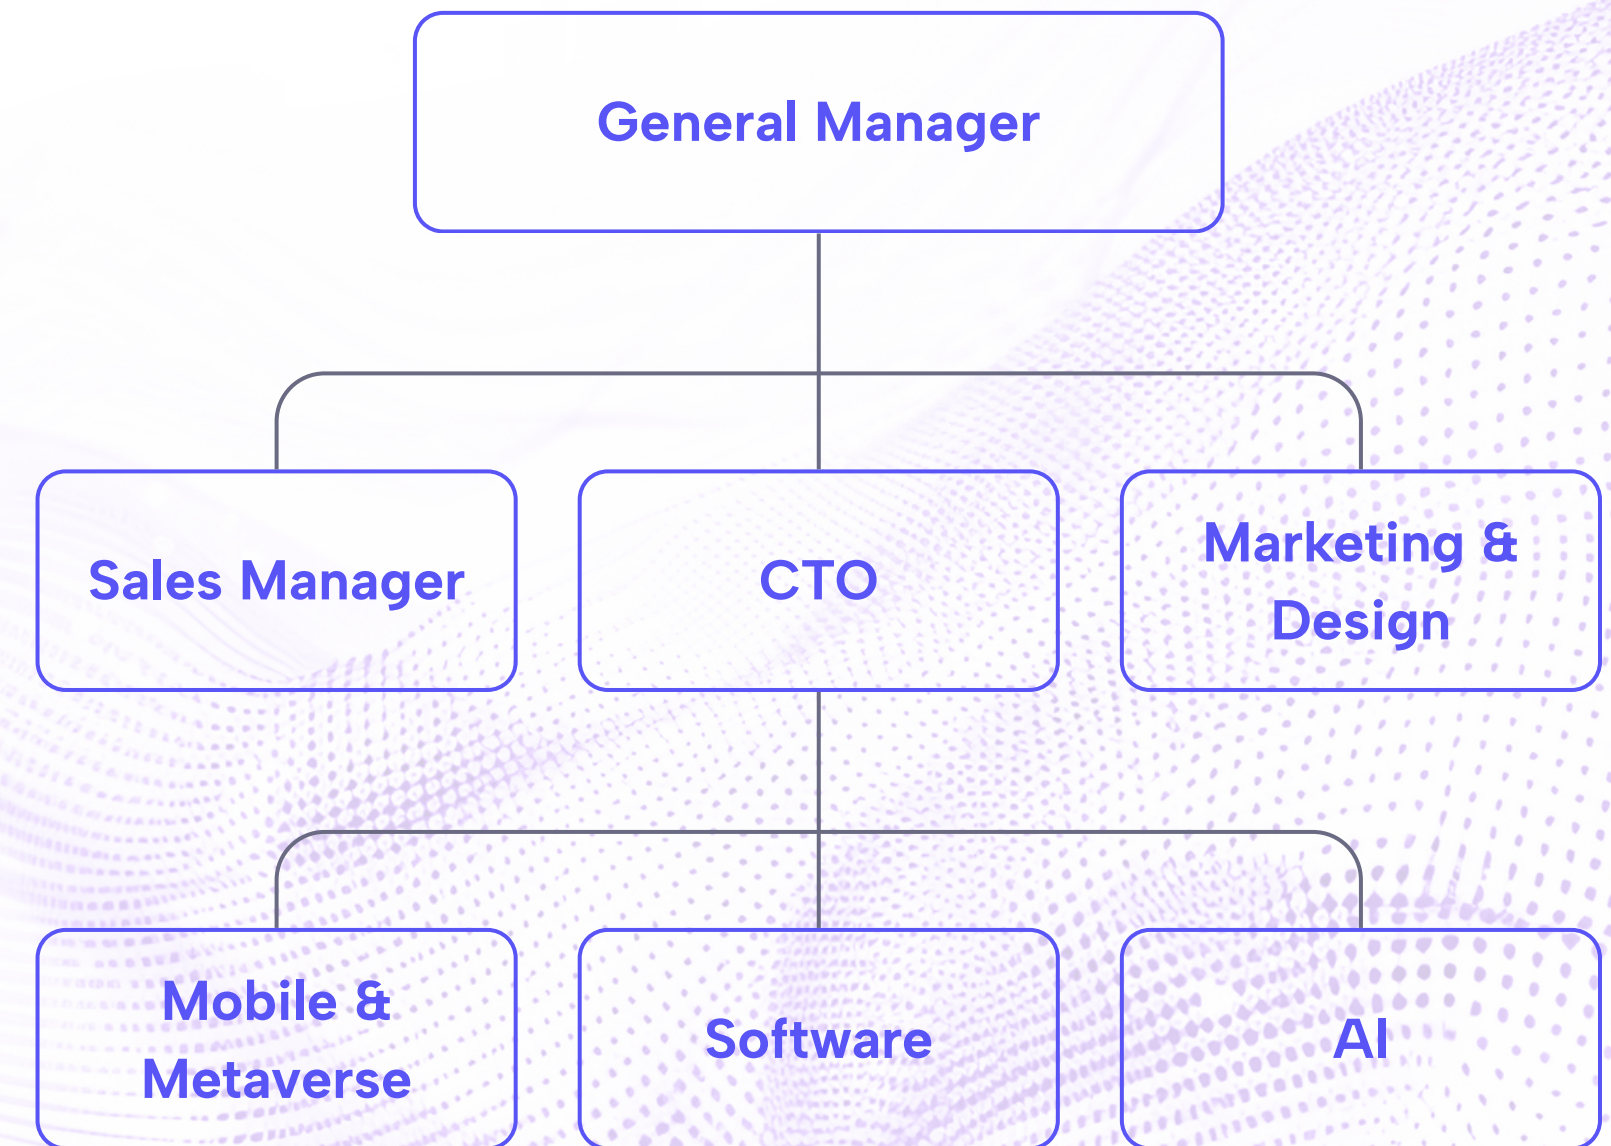 General Manager
Sales Manager
CTO
Marketing &
Design
Mobile &
Metaverse
Software
AI